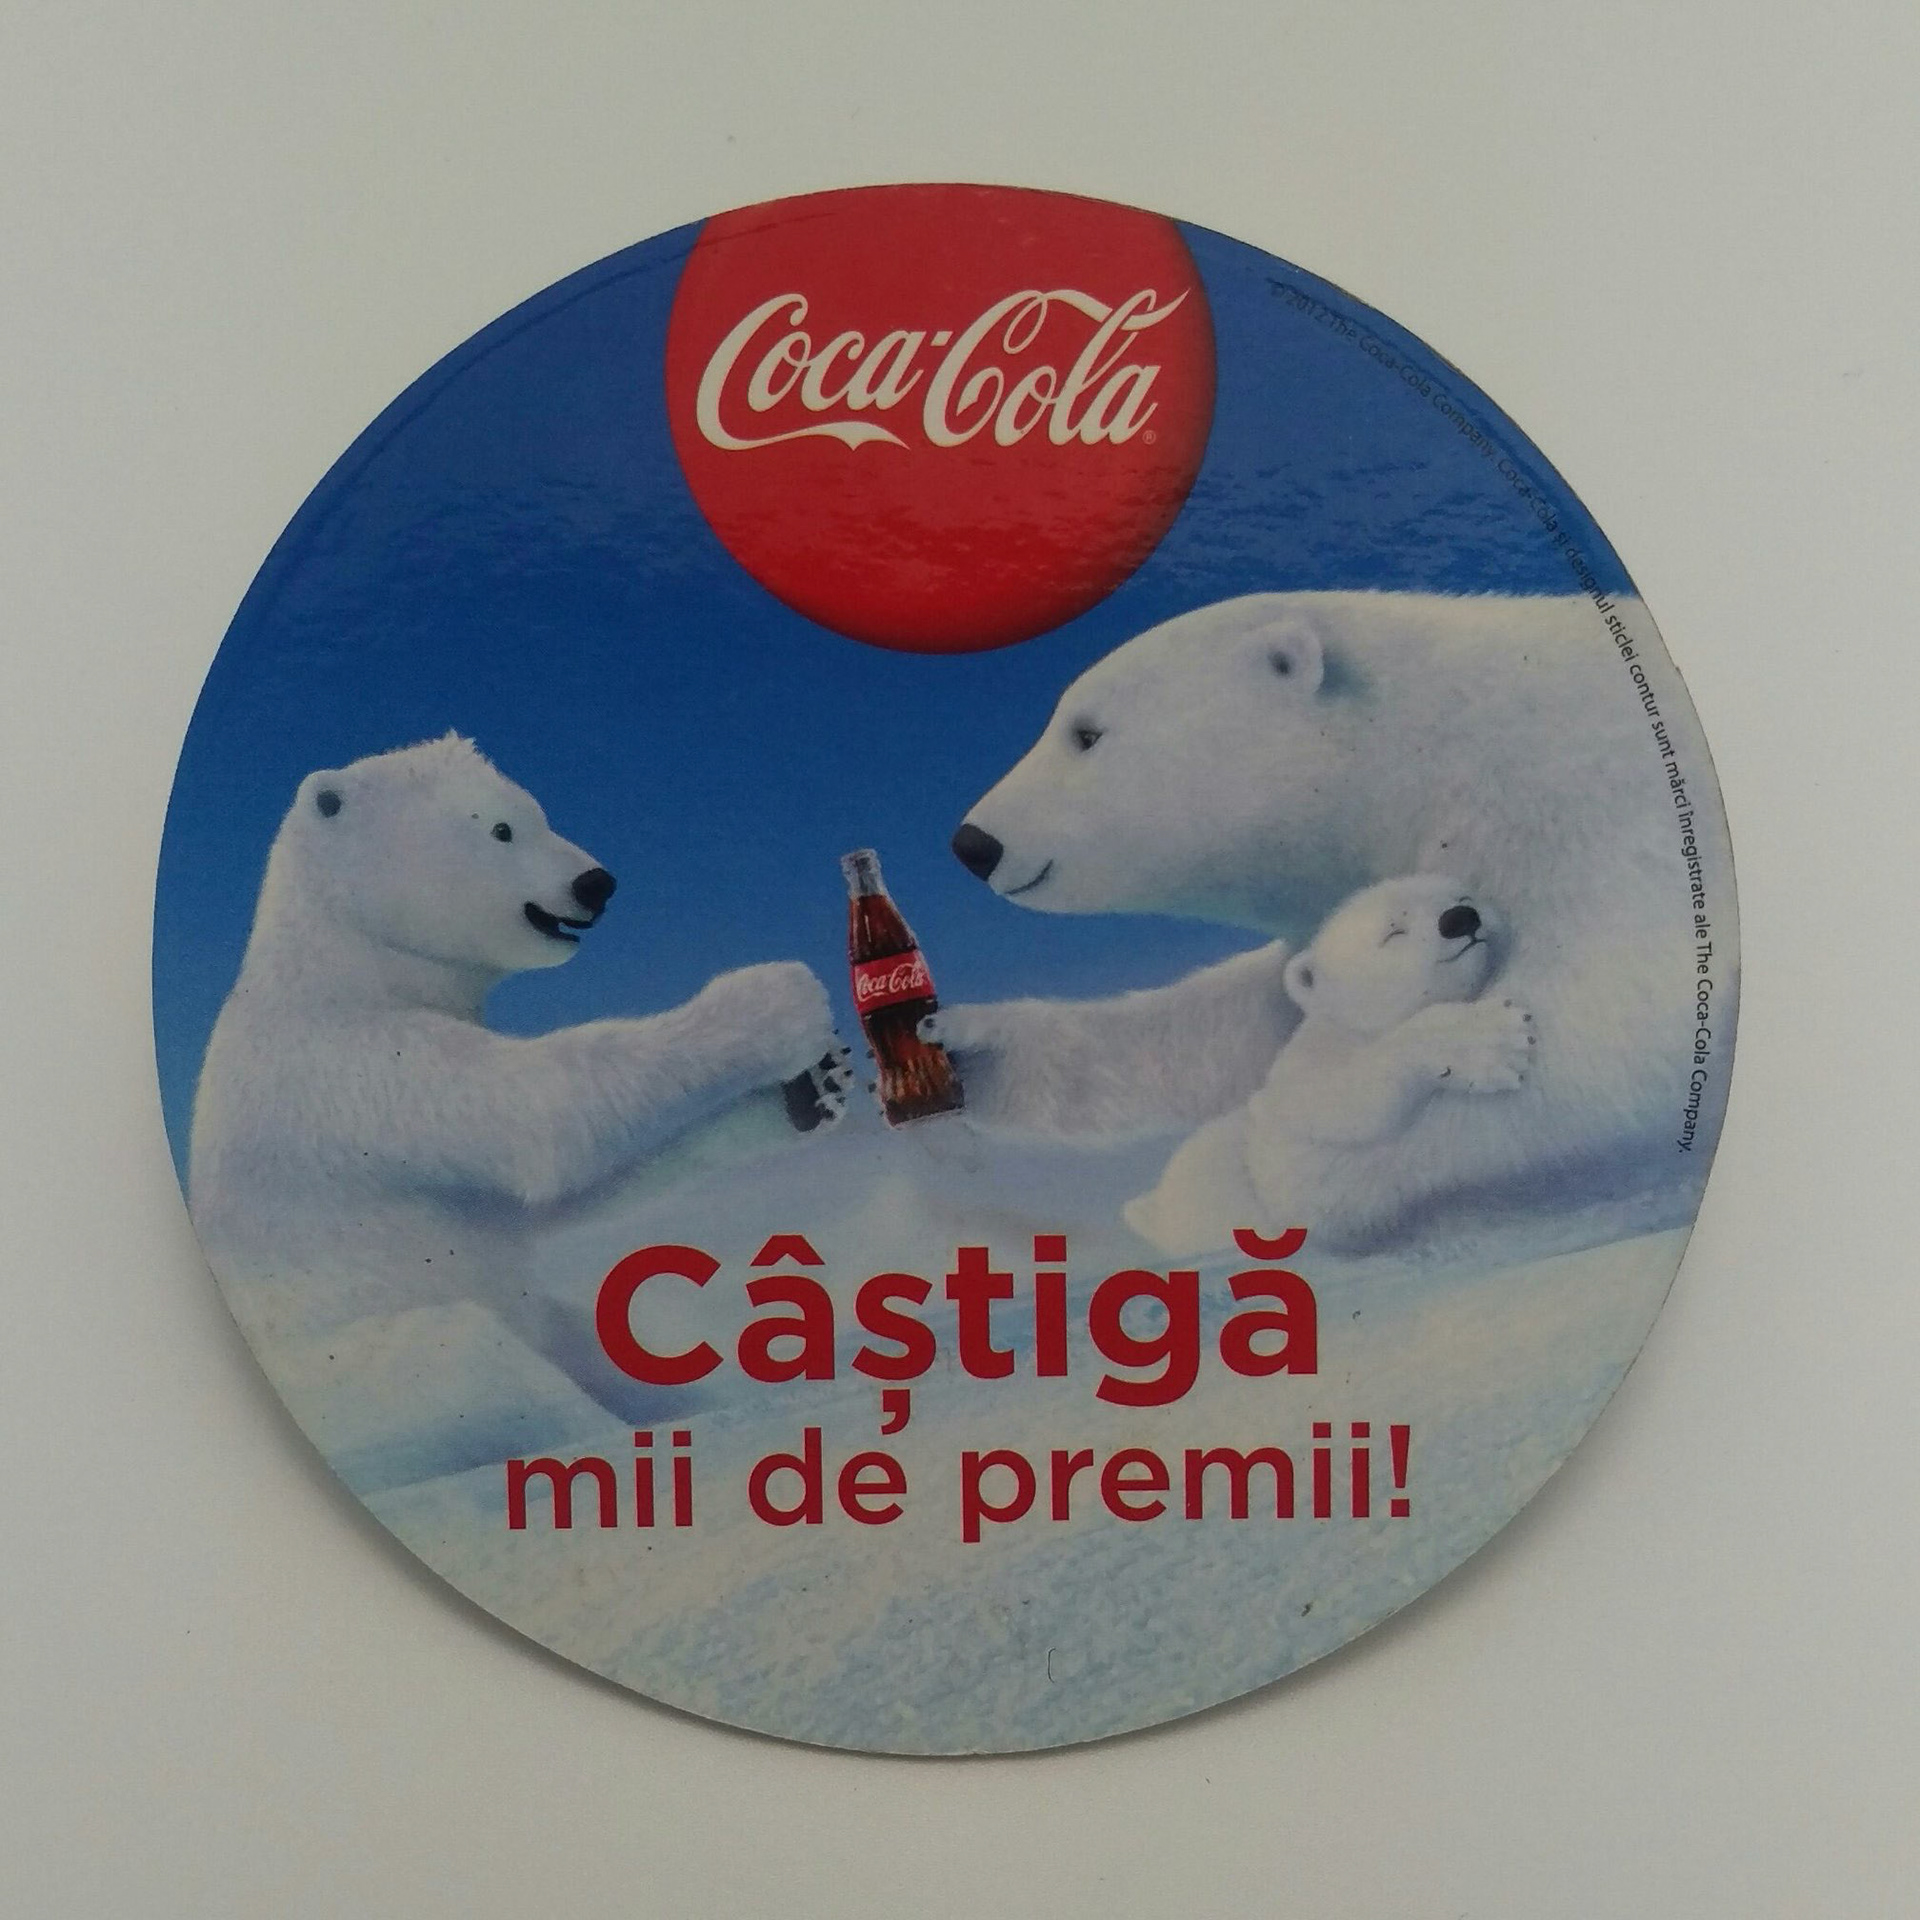 Coca-Cola®
© 2012 The Coca-Cola Company. Coca-Cola și designul sticlei contur sunt mărci înregistrate ale The Coca-Cola Company.
Coca-Cola
Câștigă
mii de premii!